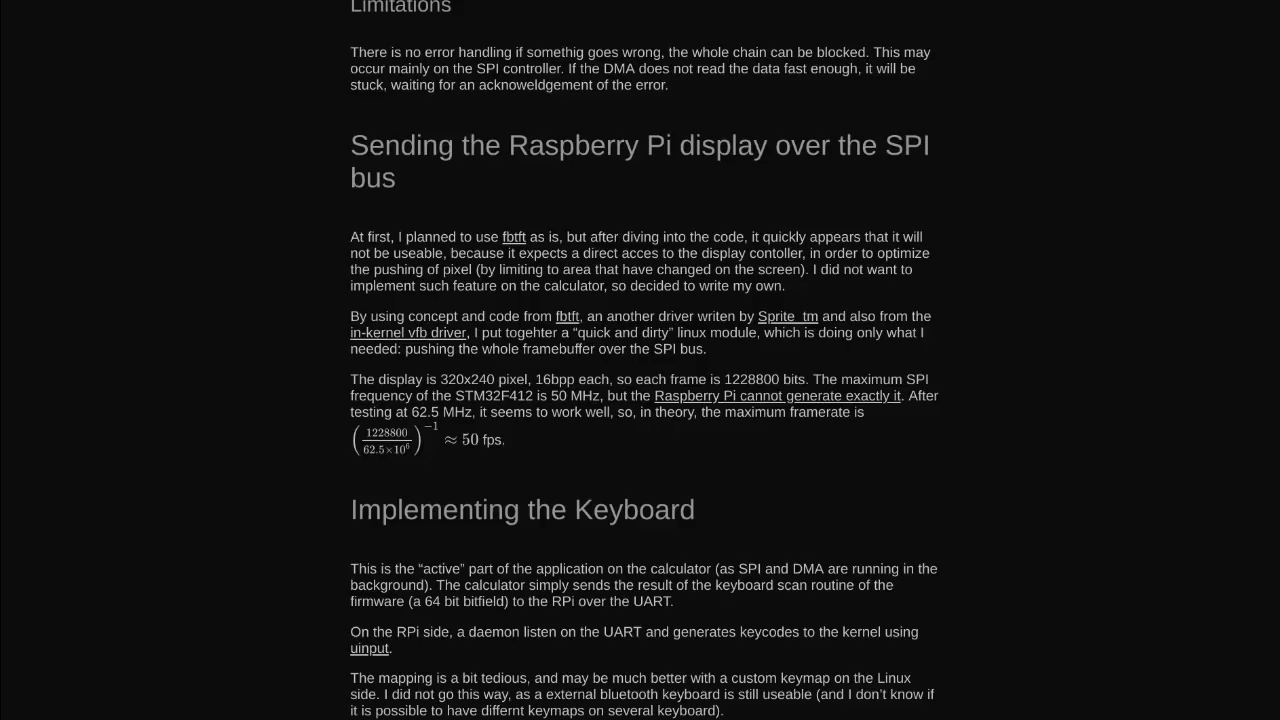 Limitations
There is no error handling if somethig goes wrong, the whole chain can be blocked. This may
occur mainly on the SPI controller. If the DMA does not read the data fast enough, it will be
stuck, waiting for an acknoweldgement of the error.
Sending the Raspberry Pi display over the SPI
bus
At first, I planned to use fbtft as is, but after diving into the code, it quickly appears that it will
not be useable, because it expects a direct acces to the display contoller, in order to optimize
the pushing of pixel (by limiting to area that have changed on the screen). I did not want to
implement such feature on the calculator, so decided to write my own.
By using concept and code from fbtft, an another driver writen by Sprite_tm and also from the
in-kernel vfb driver, I put togehter a “quick and dirty” linux module, which is doing only what I
needed: pushing the whole framebuffer over the SPI bus.
The display is 320x240 pixel, 16bpp each, so each frame is 1228800 bits. The maximum SPI
frequency of the STM32F412 is 50 MHz, but the Raspberry Pi cannot generate exactly it. After
testing at 62.5 MHz, it seems to work well, so, in theory, the maximum framerate is
(1228800/62.5×10⁶)⁻¹ ≈ 50 fps.
Implementing the Keyboard
This is the “active” part of the application on the calculator (as SPI and DMA are running in the
background). The calculator simply sends the result of the keyboard scan routine of the
firmware (a 64 bit bitfield) to the RPi over the UART.
On the RPi side, a daemon listen on the UART and generates keycodes to the kernel using
uinput.
The mapping is a bit tedious, and may be much better with a custom keymap on the Linux
side. I did not go this way, as a external bluetooth keyboard is still useable (and I don’t know if
it is possible to have differnt keymaps on several keyboard).